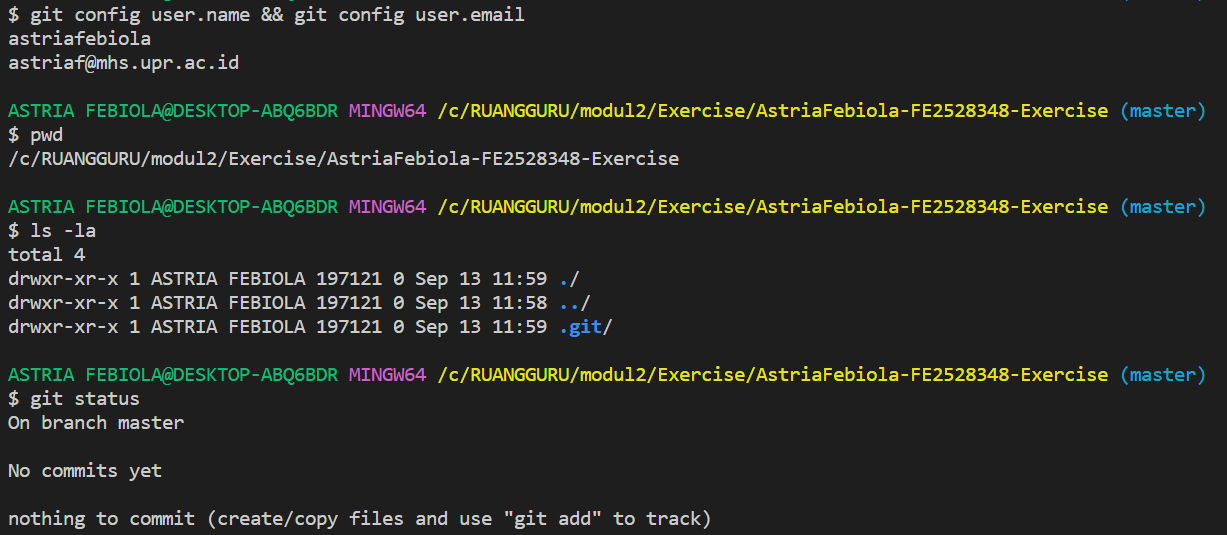 $ git config user.name && git config user.email
astriafebiola
astriaf@mhs.upr.ac.id
ASTRIA FEBIOLA@DESKTOP-ABQ6BDR MINGW64 /c/RUANGGURU/modul2/Exercise/AstriaFebiola-FE2528348-Exercise (master)
$ pwd
/c/RUANGGURU/modul2/Exercise/AstriaFebiola-FE2528348-Exercise
ASTRIA FEBIOLA@DESKTOP-ABQ6BDR MINGW64 /c/RUANGGURU/modul2/Exercise/AstriaFebiola-FE2528348-Exercise (master)
$ ls -la
total 4
drwxr-xr-x 1 ASTRIA FEBIOLA 197121 0 Sep 13 11:59 ./
drwxr-xr-x 1 ASTRIA FEBIOLA 197121 0 Sep 13 11:58 ../
drwxr-xr-x 1 ASTRIA FEBIOLA 197121 0 Sep 13 11:59 .git/
ASTRIA FEBIOLA@DESKTOP-ABQ6BDR MINGW64 /c/RUANGGURU/modul2/Exercise/AstriaFebiola-FE2528348-Exercise (master)
$ git status
On branch master
No commits yet
nothing to commit (create/copy files and use "git add" to track)